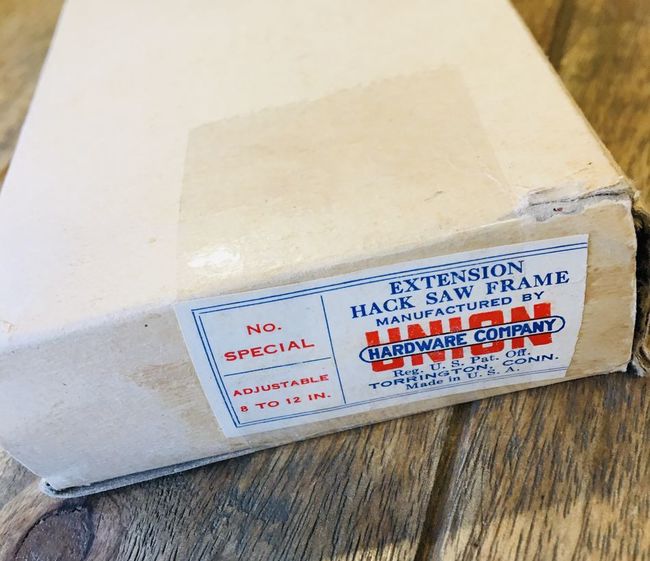 No.
SPECIAL
ADJUSTABLE
8 TO 12 IN.
EXTENSION
HACK SAW FRAME
MANUFACTURED BY
UNION
HARDWARE COMPANY
Reg. U. S. Pat. Off.
TORRINGTON, CONN.
Made in U. S. A.